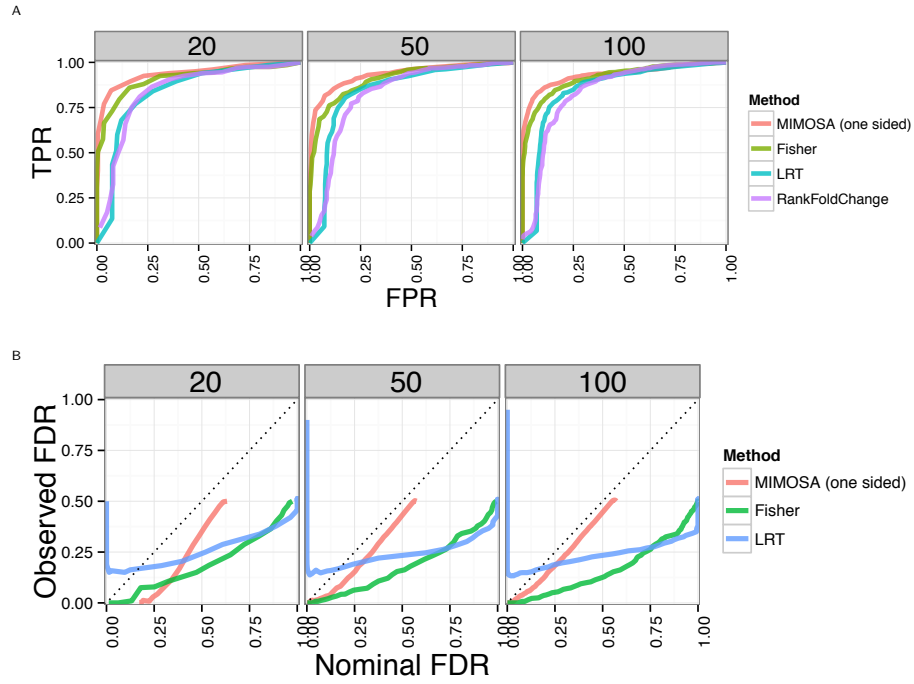 A
20 50 100
TPR
1.00
0.75
0.50
0.25
0.00
0.00 0.25 0.50 0.75 1.00
0.00 0.25 0.50 0.75 1.00
0.00 0.25 0.50 0.75 1.00
FPR
Method
MIMOSA (one sided)
Fisher
LRT
RankFoldChange
B
20 50 100
Observed FDR
1.00
0.75
0.50
0.25
0.00
0.00 0.25 0.50 0.75 1.00
0.00 0.25 0.50 0.75 1.00
0.00 0.25 0.50 0.75 1.00
Nominal FDR
Method
MIMOSA (one sided)
Fisher
LRT